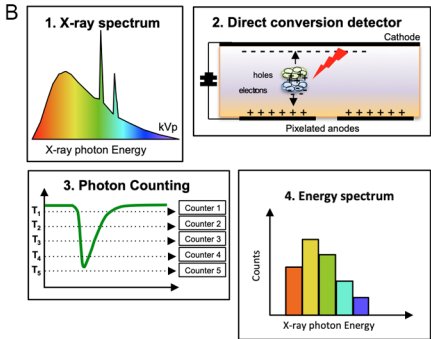 B
1. X-ray spectrum
kVp
X-ray photon Energy
2. Direct conversion detector
Cathode
- - - - - - - - - -
holes
elections
+ + + + + + + + + + + +
Pixelated anodes
3. Photon Counting
T1 Counter 1
T2 Counter 2
T3 Counter 3
T4 Counter 4
T5 Counter 5
4. Energy spectrum
Counts
X-ray photon Energy